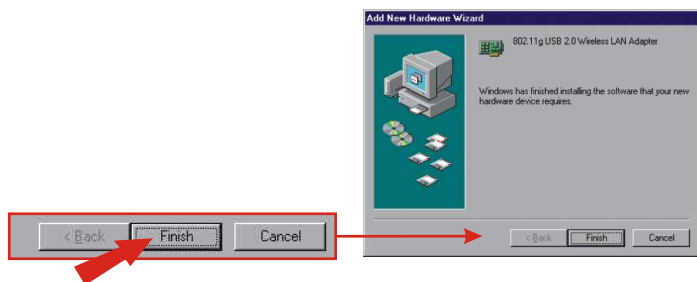 Add New Hardware Wizard
802.11g USB 2.0 Wireless LAN Adapter
Windows has finished installing the software that your new
hardware device requires.
< Back Finish Cancel
< Back Finish Cancel